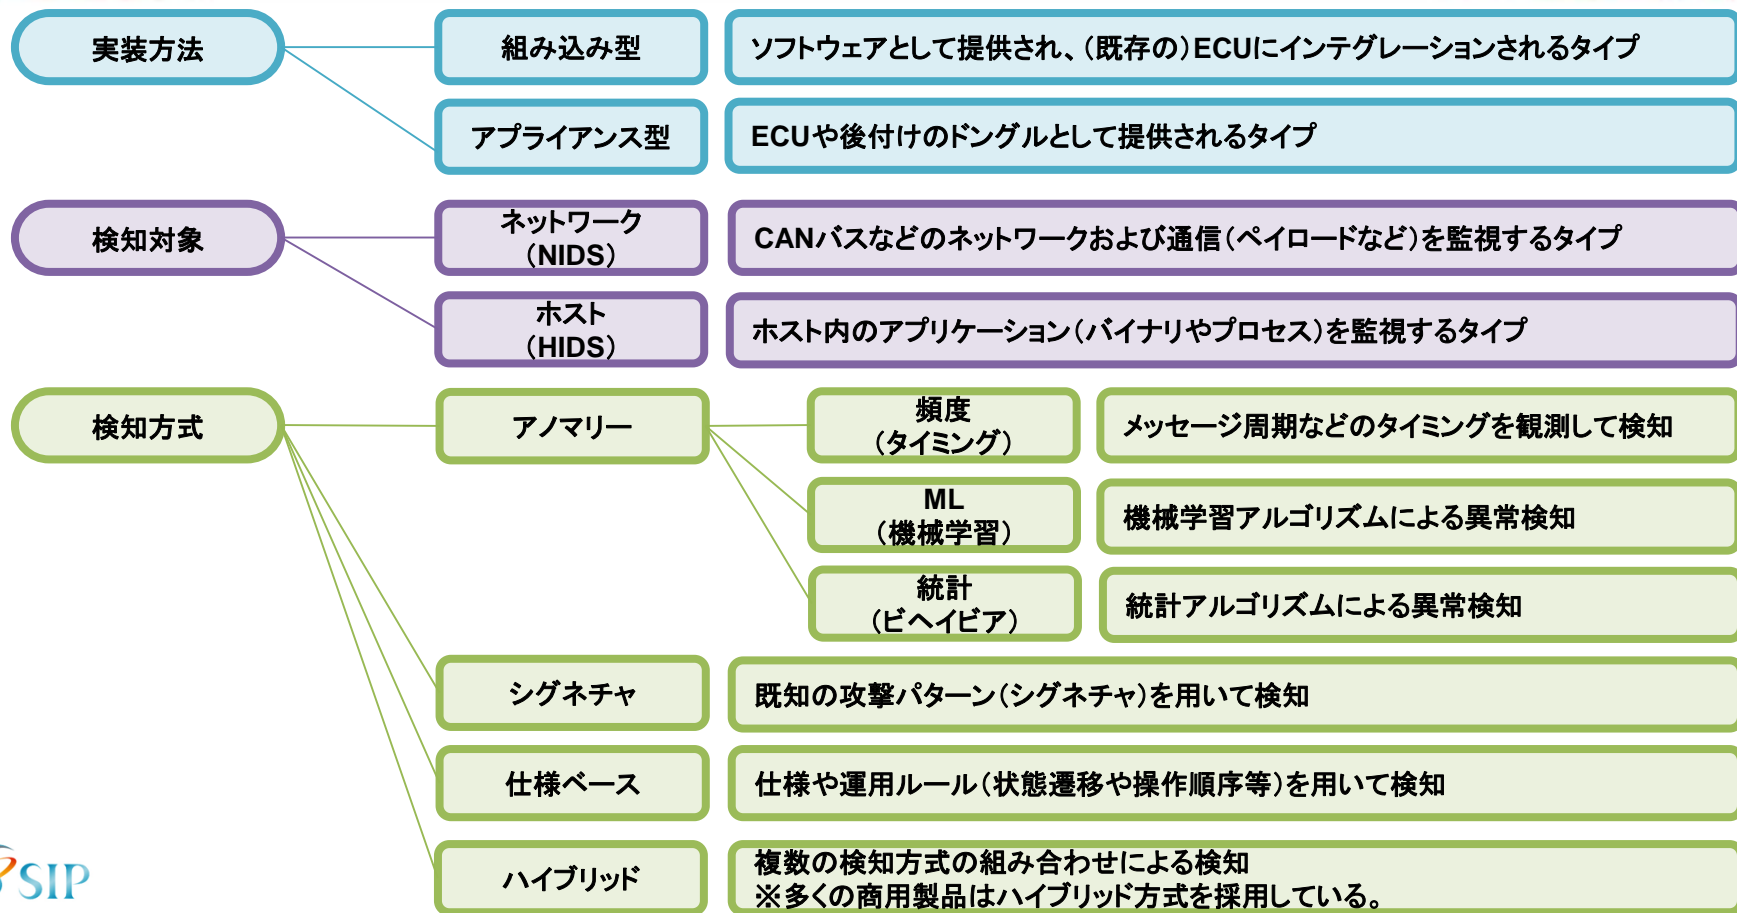 実装方法
組み込み型
ソフトウェアとして提供され、（既存の）ECUにインテグレーションされるタイプ
アプライアンス型
ECUや後付けのドングルとして提供されるタイプ
検知対象
ネットワーク
（NIDS）
CANバスなどのネットワークおよび通信（ペイロードなど）を監視するタイプ
ホスト
（HIDS）
ホスト内のアプリケーション（バイナリやプロセス）を監視するタイプ
検知方式
アノマリー
頻度
（タイミング）
メッセージ周期などのタイミングを観測して検知
ML
（機械学習）
機械学習アルゴリズムによる異常検知
統計
（ビヘイビア）
統計アルゴリズムによる異常検知
シグネチャ
既知の攻撃パターン（シグネチャ）を用いて検知
仕様ベース
仕様や運用ルール（状態遷移や操作順序等）を用いて検知
ハイブリッド
複数の検知方式の組み合わせによる検知
※多くの商用製品はハイブリッド方式を採用している。
SIP